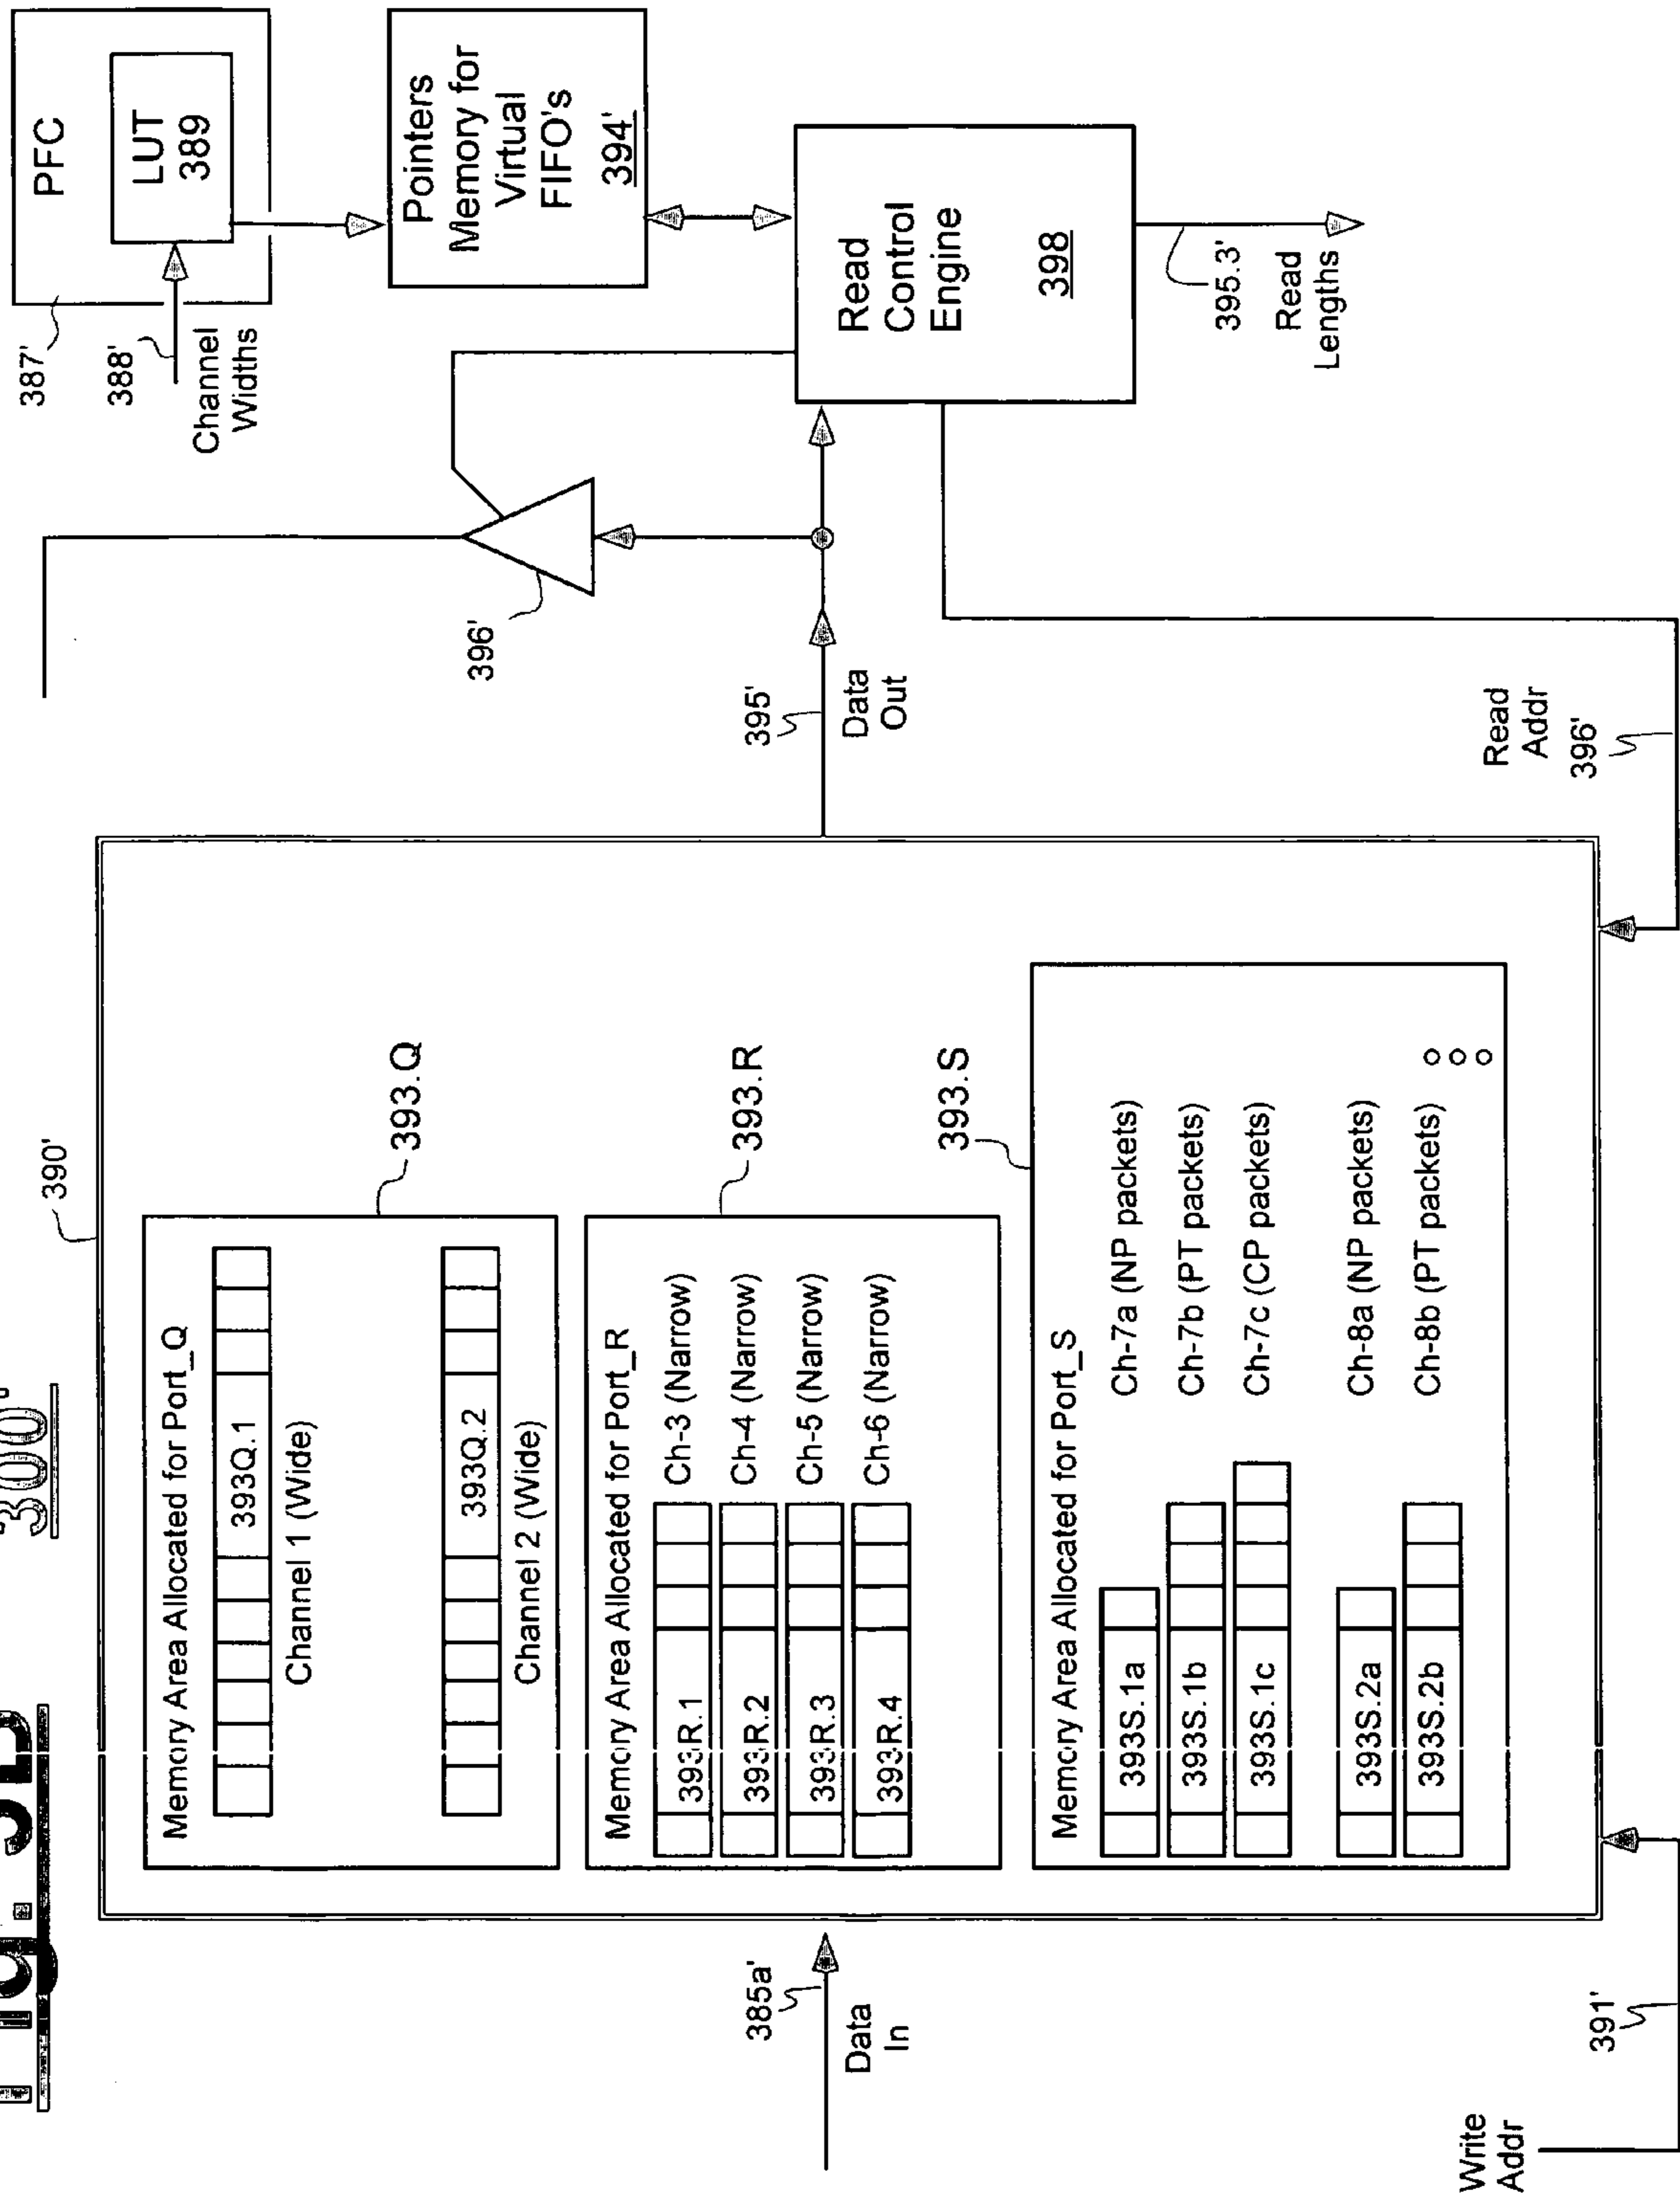 300'
387'
PFC
LUT
389
388'
Channel
Widths
Pointers
Memory for
Virtual
FIFO's
394'
396'
Read
Control
Engine
398
395.3'
Read
Lengths
395'
Data
Out
Read
Addr
396'
390'
Memory Area Allocated for Port_Q
393Q.1
Channel 1 (Wide)
393Q.2
Channel 2 (Wide)
393.Q
Memory Area Allocated for Port_R
393R.1 Ch-3 (Narrow)
393R.2 Ch-4 (Narrow)
393R.3 Ch-5 (Narrow)
393R.4 Ch-6 (Narrow)
393.R
Memory Area Allocated for Port_S
393S.1a Ch-7a (NP packets)
393S.1b Ch-7b (PT packets)
393S.1c Ch-7c (CP packets)
393S.2a Ch-8a (NP packets)
393S.2b Ch-8b (PT packets)
393.S
385a'
Data
In
Write
Addr
391'